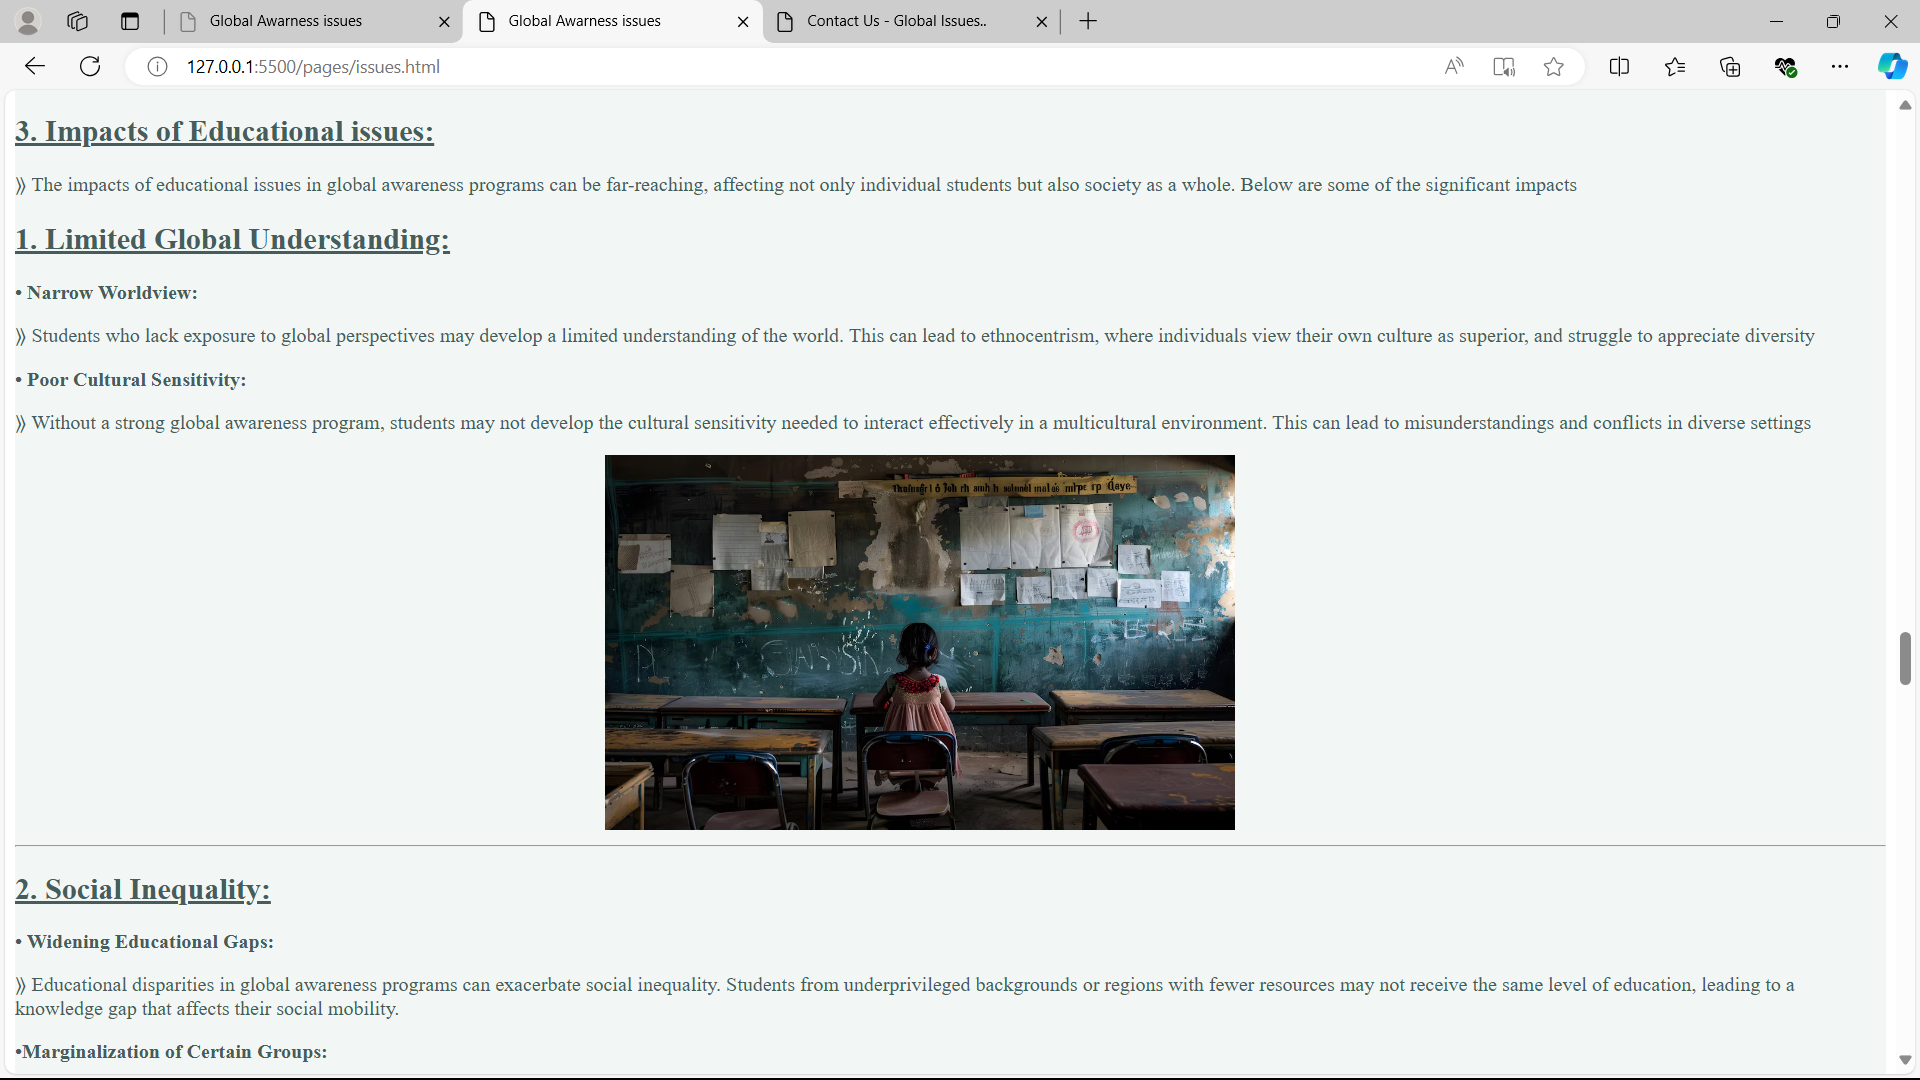 Global Awarness issues
Global Awarness issues
Contact Us - Global Issues..
127.0.0.1:5500/pages/issues.html
3. Impacts of Educational issues:
⟫ The impacts of educational issues in global awareness programs can be far-reaching, affecting not only individual students but also society as a whole. Below are some of the significant impacts
1. Limited Global Understanding:
• Narrow Worldview:
⟫ Students who lack exposure to global perspectives may develop a limited understanding of the world. This can lead to ethnocentrism, where individuals view their own culture as superior, and struggle to appreciate diversity
• Poor Cultural Sensitivity:
⟫ Without a strong global awareness program, students may not develop the cultural sensitivity needed to interact effectively in a multicultural environment. This can lead to misunderstandings and conflicts in diverse settings
2. Social Inequality:
• Widening Educational Gaps:
⟫ Educational disparities in global awareness programs can exacerbate social inequality. Students from underprivileged backgrounds or regions with fewer resources may not receive the same level of education, leading to a
knowledge gap that affects their social mobility.
•Marginalization of Certain Groups: